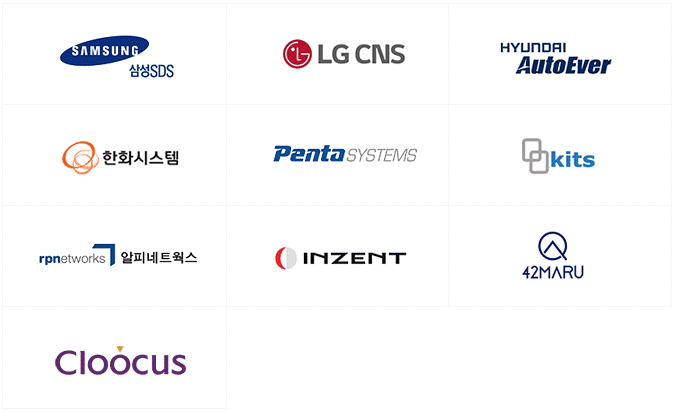 SAMSUNG
삼성SDS
LG CNS
HYUNDAI
AutoEver
한화시스템
Penta SYSTEMS
kits
rpnetworks 알피네트웍스
INZENT
42MARU
Cloocus